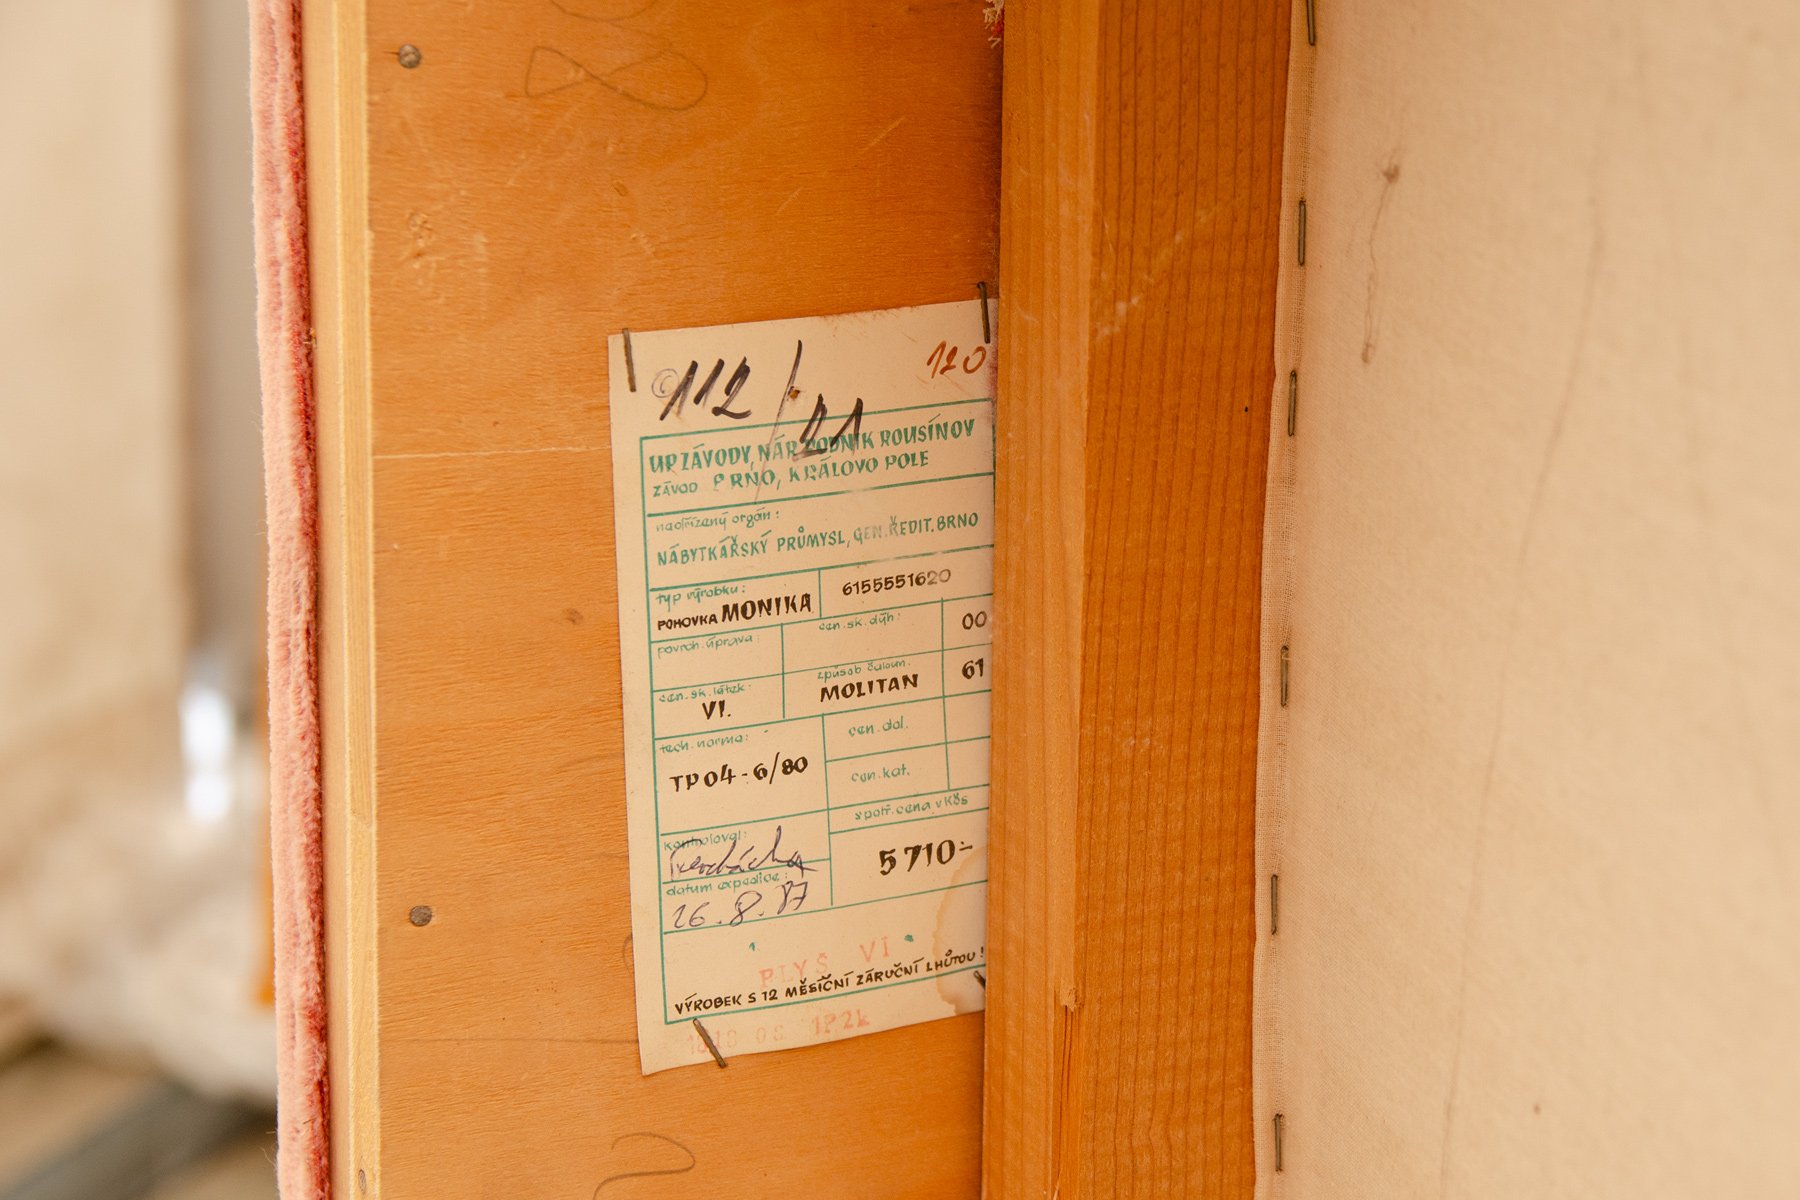 112/21
120
UP ZÁVODY, NÁR. PODNIK ROUSÍNOV
ZÁVOD BRNO, KRÁLOVO POLE
nadřízený orgán:
NÁBYTKÁŘSKÝ PRŮMYSL, GEN. ŘEDIT. BRNO
typ výrobku:
POHOVKA MONIKA
6155551620
povrch. úprava:
cen. sk. dýh:
00
cen. sk. látek:
VI.
způsob čaloun.
MOLITAN
61
tech. norma:
TP 04 - 6/80
cen. dol.
cen. kat.
spotř. cena v Kčs
5 710:-
kontroloval:
datum expedice:
26. 8. 87
PLYŠ VI
VÝROBEK S 12 MĚSÍČNÍ ZÁRUČNÍ LHŮTOU!